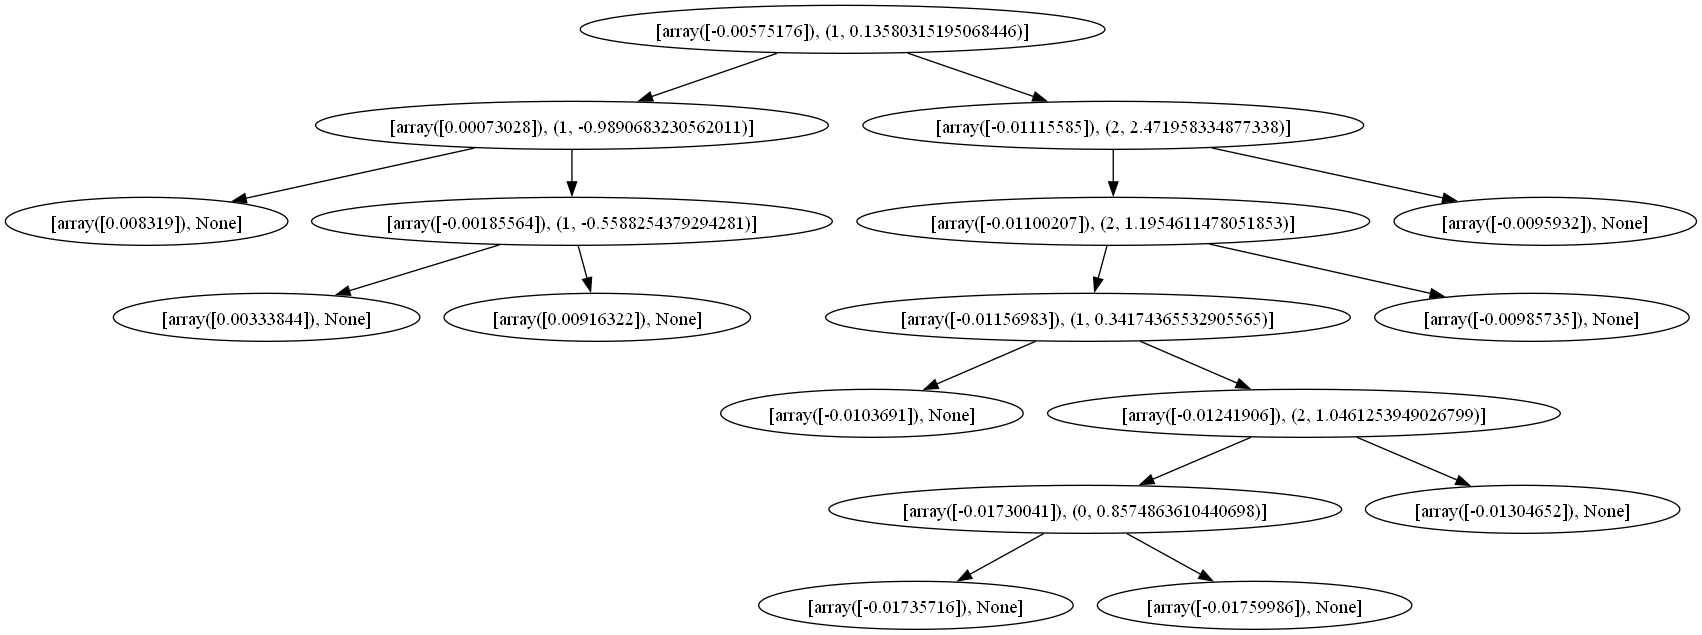 [array([-0.00575176]), (1, 0.13580315195068446)]
[array([0.00073028]), (1, -0.9890683230562011)]
[array([-0.01115585]), (2, 2.471958334877338)]
[array([0.008319]), None]
[array([-0.00185564]), (1, -0.5588254379294281)]
[array([-0.01100207]), (2, 1.1954611478051853)]
[array([-0.0095932]), None]
[array([0.00333844]), None]
[array([0.00916322]), None]
[array([-0.01156983]), (1, 0.34174365532905565)]
[array([-0.00985735]), None]
[array([-0.0103691]), None]
[array([-0.01241906]), (2, 1.0461253949026799)]
[array([-0.01730041]), (0, 0.8574863610440698)]
[array([-0.01304652]), None]
[array([-0.01735716]), None]
[array([-0.01759986]), None]